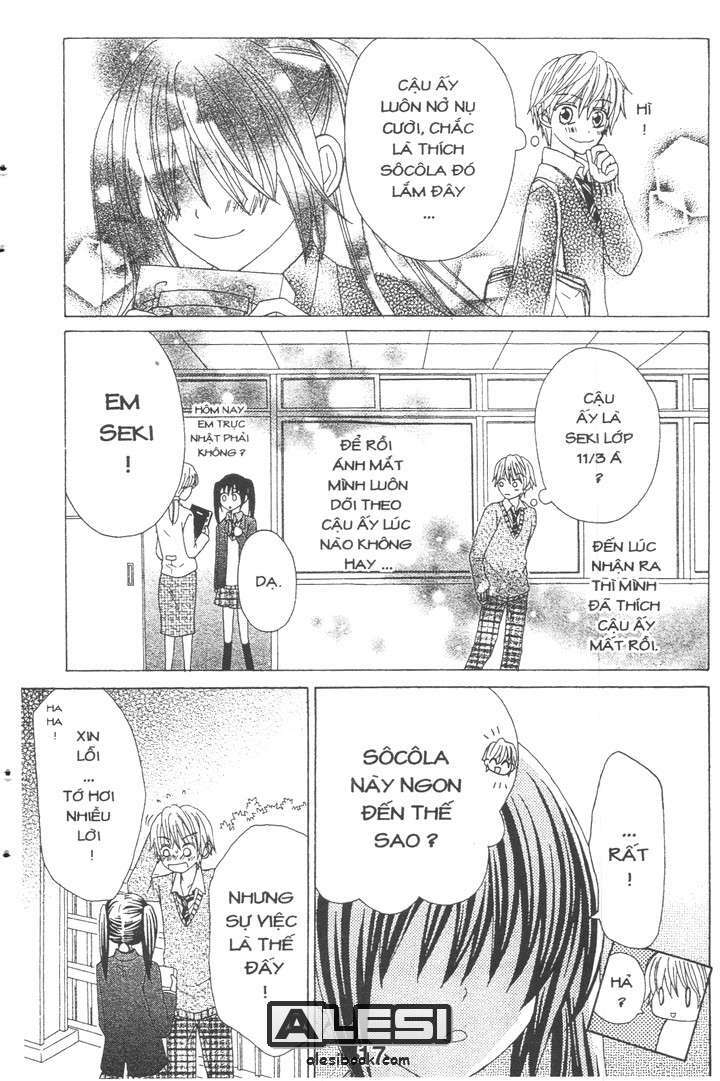 CẬU ẤY
LUÔN NỞ NỤ
CƯỜI, CHẮC
LÀ THÍCH
SÔCÔLA ĐÓ
LẮM ĐÂY
...
HÌ
!
EM
SEKI
!
HÔM NAY
EM TRỰC
NHẬT PHẢI
KHÔNG ?
DẠ.
ĐỂ RỒI
ÁNH MẮT
MÌNH LUÔN
DÕI THEO
CẬU ẤY LÚC
NÀO KHÔNG
HAY ...
CẬU
ẤY LÀ
SEKI LỚP
11/3 Á
?
ĐẾN LÚC
NHẬN RA
THÌ MÌNH
ĐÃ THÍCH
CẬU ẤY
MẤT RỒI.
HA
HA
!
XIN
LỖI
...
TỚ HƠI
NHIỀU
LỜI
!
NHƯNG
SỰ VIỆC
LÀ THẾ
ĐẤY
!
SÔCÔLA
NÀY NGON
ĐẾN THẾ
SAO ?
...
RẤT
!
HẢ
?
ALESI
17
alesibook.com